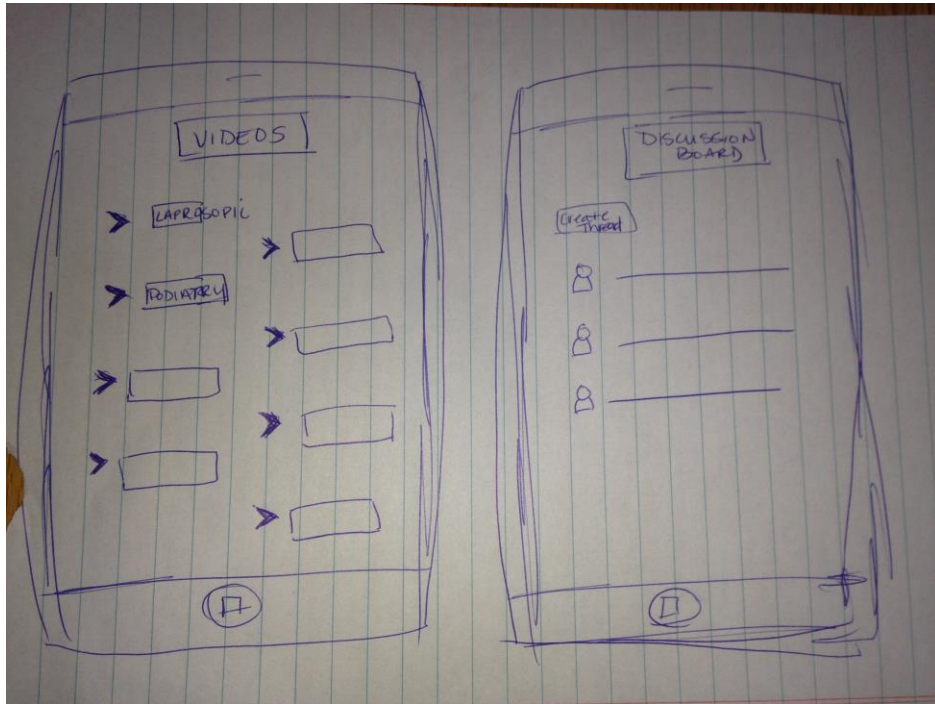 VIDEOS
LAPROSOPIC
PODIATRY
DISCUSSION
BOARD
Create
Thread